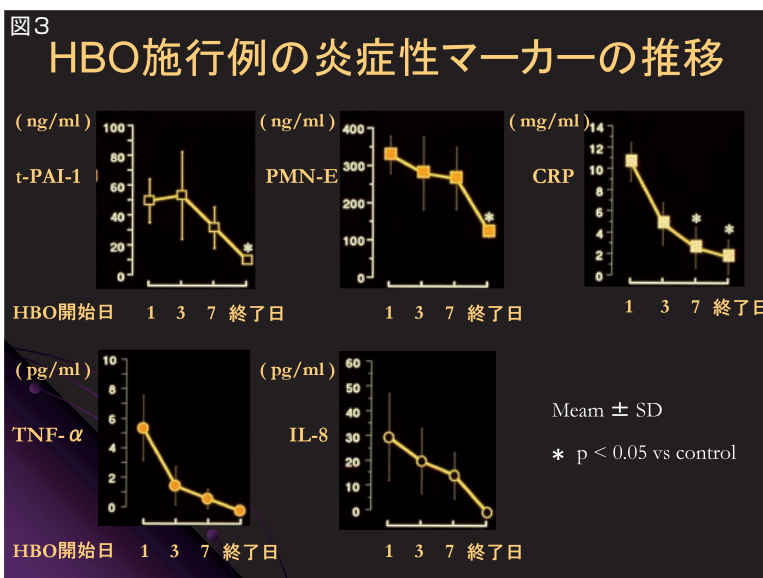 図3
HBO施行例の炎症性マーカーの推移
( ng/ml )
t-PAI-1
100
80
60
40
20
0
*
( ng/ml )
PMN-E
400
300
200
100
0
*
( mg/ml )
CRP
14
12
10
8
6
4
2
0
* *
HBO開始日 1 3 7 終了日
1 3 7 終了日
1 3 7 終了日
( pg/ml )
TNF-α
10
8
6
4
2
0
( pg/ml )
IL-8
60
50
40
30
20
10
0
Meam ± SD
* p < 0.05 vs control
HBO開始日 1 3 7 終了日
1 3 7 終了日